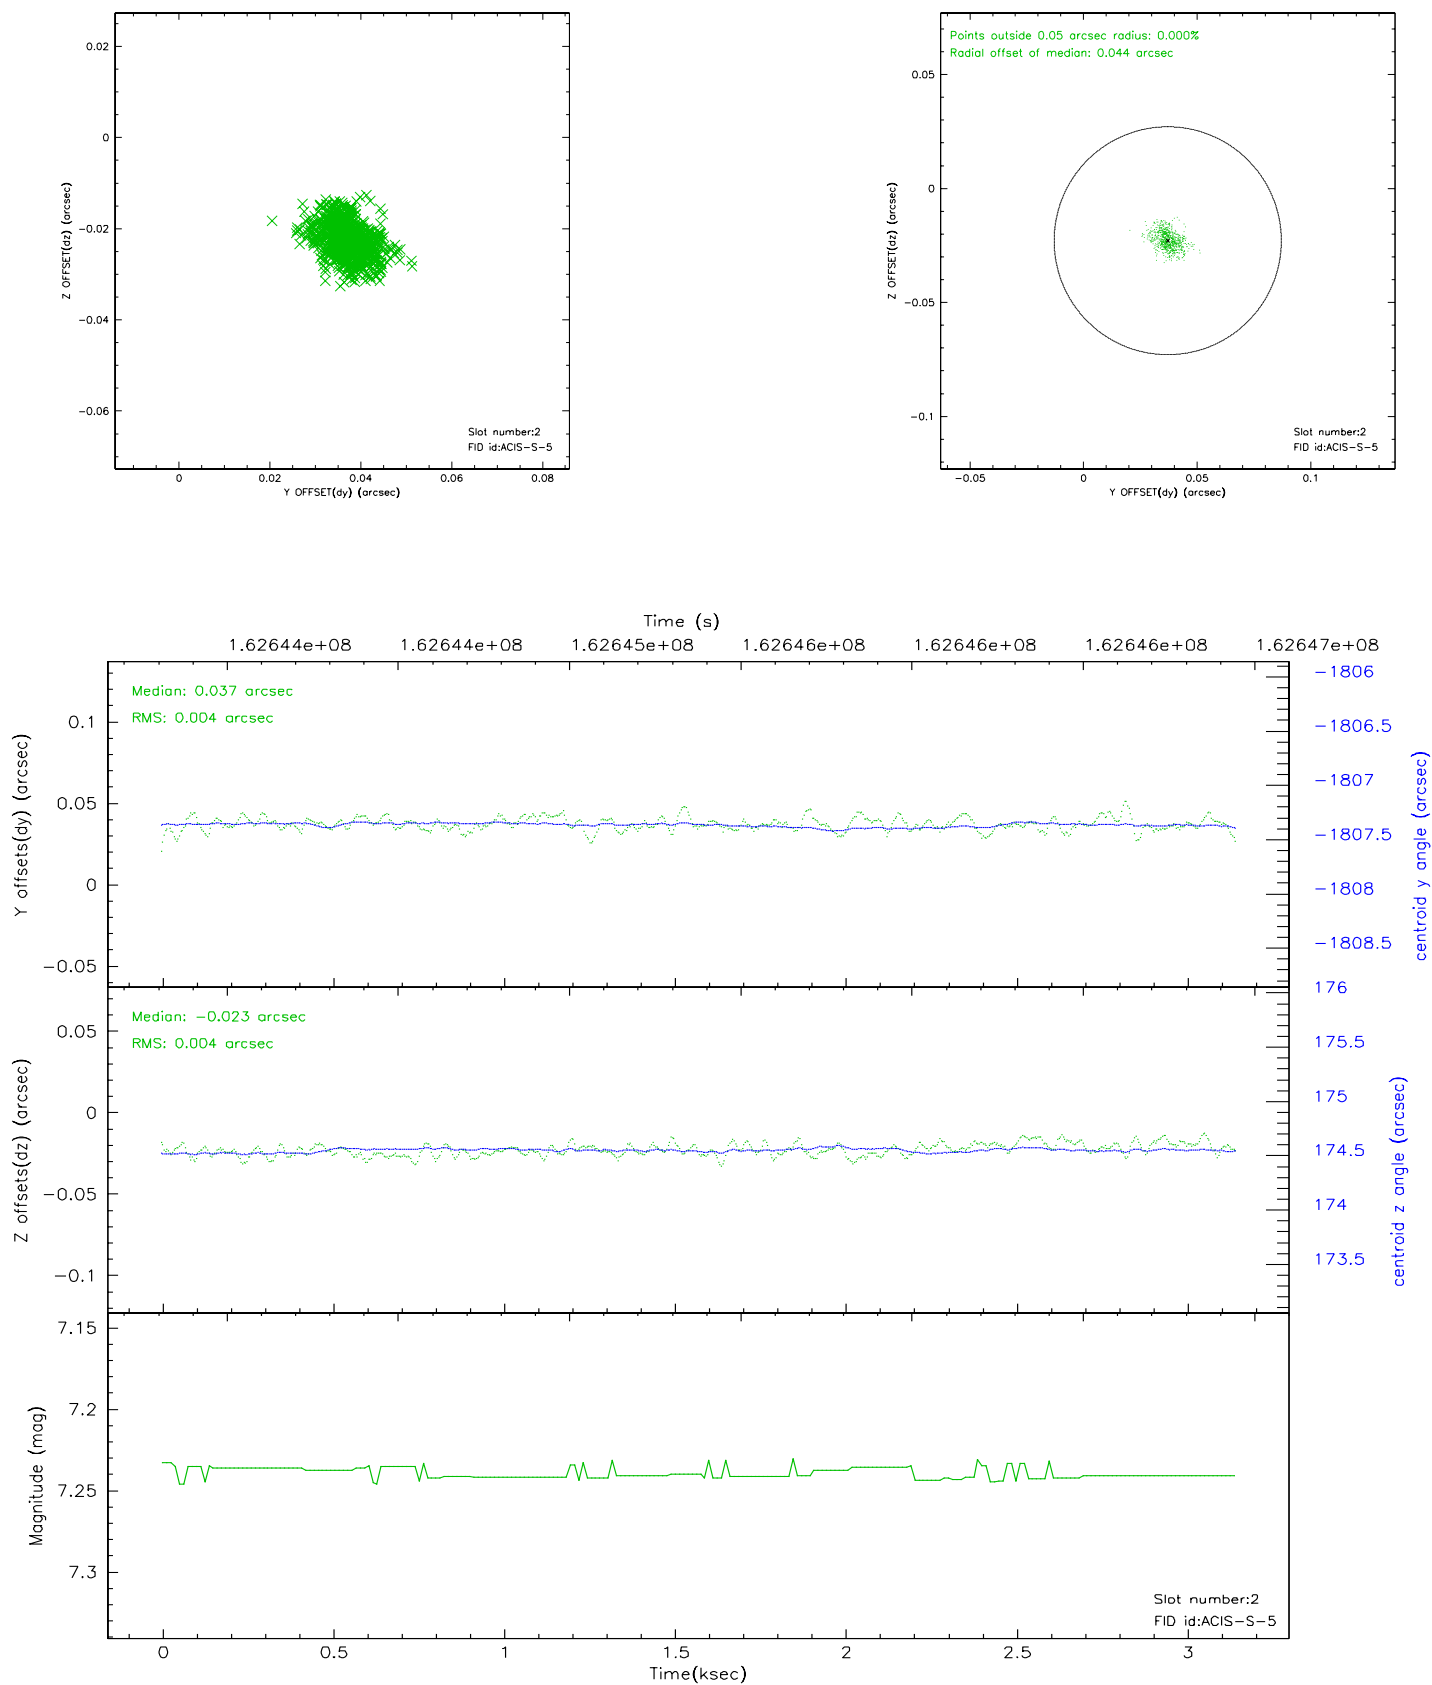 0.02
0
−0.02
−0.04
−0.06
Z OFFSET(dz) (arcsec)
Slot number:2
FID id:ACIS−S−5
0
0.02
0.04
0.06
0.08
Y OFFSET(dy) (arcsec)
Points outside 0.05 arcsec radius: 0.000%
Radial offset of median: 0.044 arcsec
0.05
0
−0.05
−0.1
Z OFFSET(dz) (arcsec)
Slot number:2
FID id:ACIS−S−5
−0.05
0
0.05
0.1
Y OFFSET(dy) (arcsec)
Time (s)
1.62644e+08
1.62644e+08
1.62645e+08
1.62646e+08
1.62646e+08
1.62646e+08
1.62647e+08
Median: 0.037 arcsec
RMS: 0.004 arcsec
0.1
0.05
0
−0.05
Y offsets(dy) (arcsec)
−1806
−1806.5
−1807
−1807.5
−1808
−1808.5
centroid y angle (arcsec)
Median: −0.023 arcsec
RMS: 0.004 arcsec
0.05
0
−0.05
−0.1
Z offsets(dz) (arcsec)
176
175.5
175
174.5
174
173.5
centroid z angle (arcsec)
7.15
7.2
7.25
7.3
Magnitude (mag)
Slot number:2
FID id:ACIS−S−5
0
0.5
1
1.5
2
2.5
3
Time(ksec)